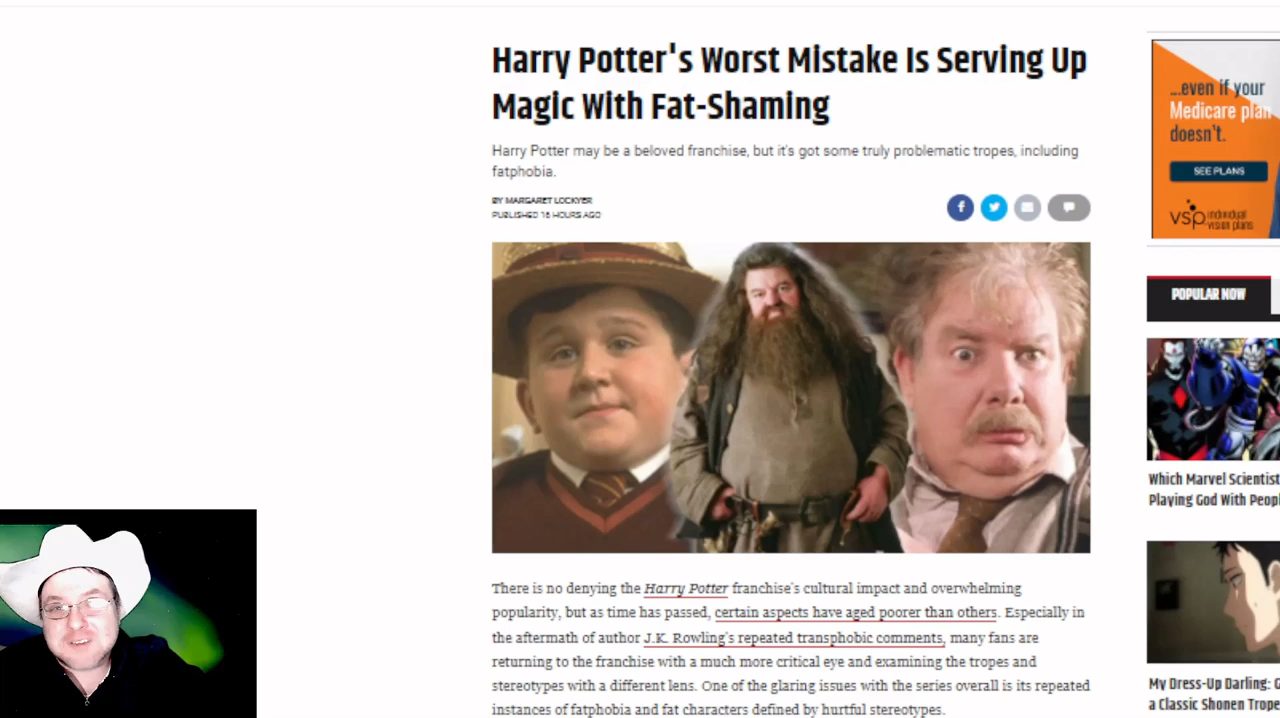 Harry Potter's Worst Mistake Is Serving Up
Magic With Fat-Shaming
Harry Potter may be a beloved franchise, but it's got some truly problematic tropes, including
fatphobia.
BY MARGARET LOCKYER
PUBLISHED 16 HOURS AGO
There is no denying the Harry Potter franchise's cultural impact and overwhelming
popularity, but as time has passed, certain aspects have aged poorer than others. Especially in
the aftermath of author J.K. Rowling's repeated transphobic comments, many fans are
returning to the franchise with a much more critical eye and examining the tropes and
stereotypes with a different lens. One of the glaring issues with the series overall is its repeated
instances of fatphobia and fat characters defined by hurtful stereotypes.
...even if your
Medicare plan
doesn't.
SEE PLANS
vsp individual
vision plans
POPULAR NOW
Which Marvel Scientist
Playing God With Peopl
My Dress-Up Darling: G
a Classic Shonen Trope